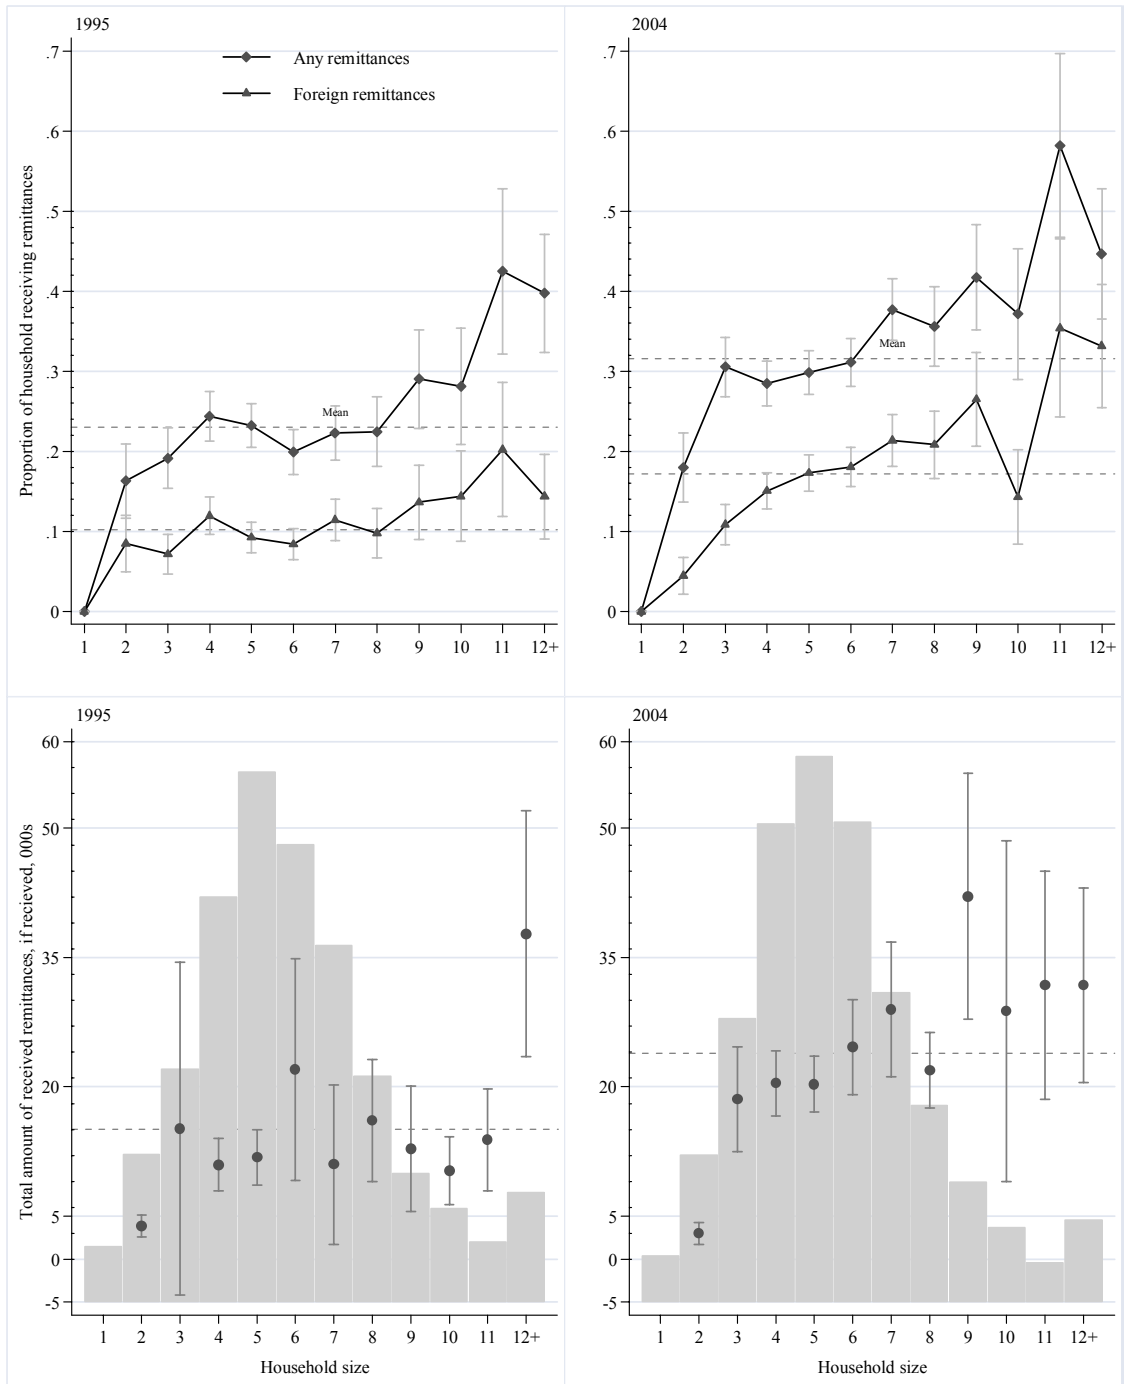 1995
.7
.6
.5
.4
.3
.2
.1
0
Proportion of household receiving remittances
Any remittances
Foreign remittances
Mean
1 2 3 4 5 6 7 8 9 10 11 12+
2004
.7
.6
.5
.4
.3
.2
.1
0
Mean
1 2 3 4 5 6 7 8 9 10 11 12+
1995
60
50
35
20
5
0
-5
Total amount of received remittances, if recieved, 000s
1 2 3 4 5 6 7 8 9 10 11 12+
Household size
2004
60
50
35
20
5
0
-5
1 2 3 4 5 6 7 8 9 10 11 12+
Household size